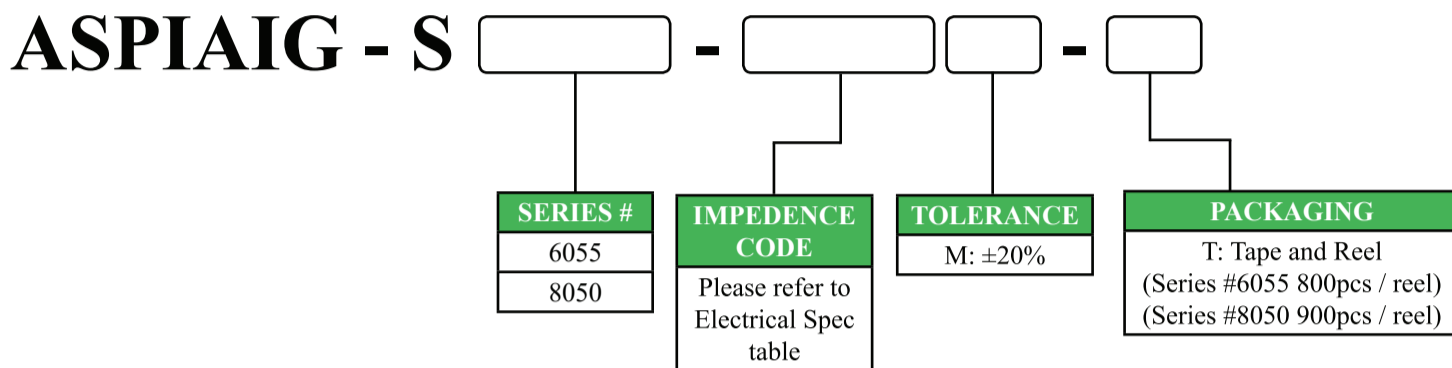 ASPIAIG - S - -
SERIES #
6055
8050
IMPEDENCE
CODE
Please refer to
Electrical Spec
table
TOLERANCE
M: ±20%
PACKAGING
T: Tape and Reel
(Series #6055 800pcs / reel)
(Series #8050 900pcs / reel)